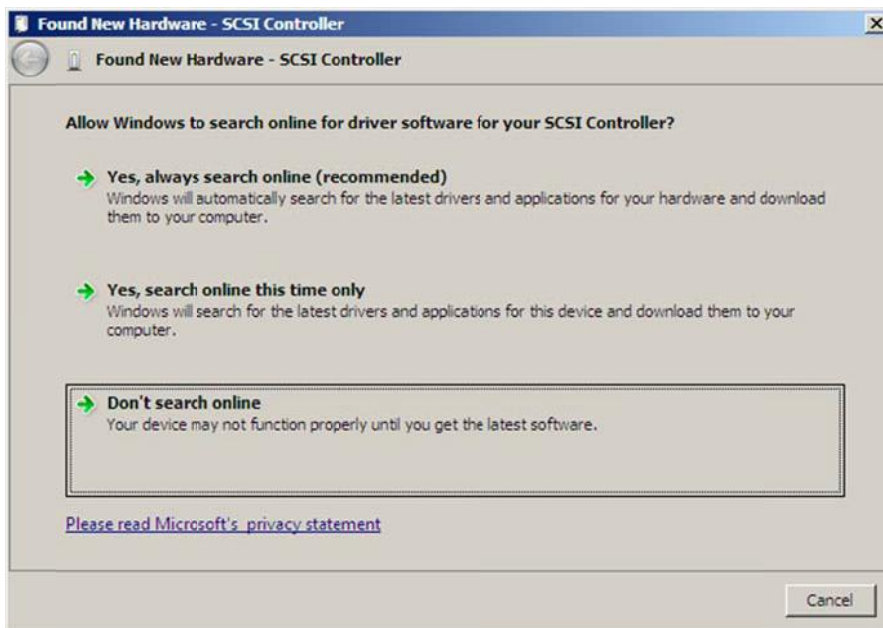 Found New Hardware - SCSI Controller
Found New Hardware - SCSI Controller
Allow Windows to search online for driver software for your SCSI Controller?
Yes, always search online (recommended)
Windows will automatically search for the latest drivers and applications for your hardware and download
them to your computer.
Yes, search online this time only
Windows will search for the latest drivers and applications for this device and download them to your
computer.
Don't search online
Your device may not function properly until you get the latest software.
Please read Microsoft's privacy statement
Cancel